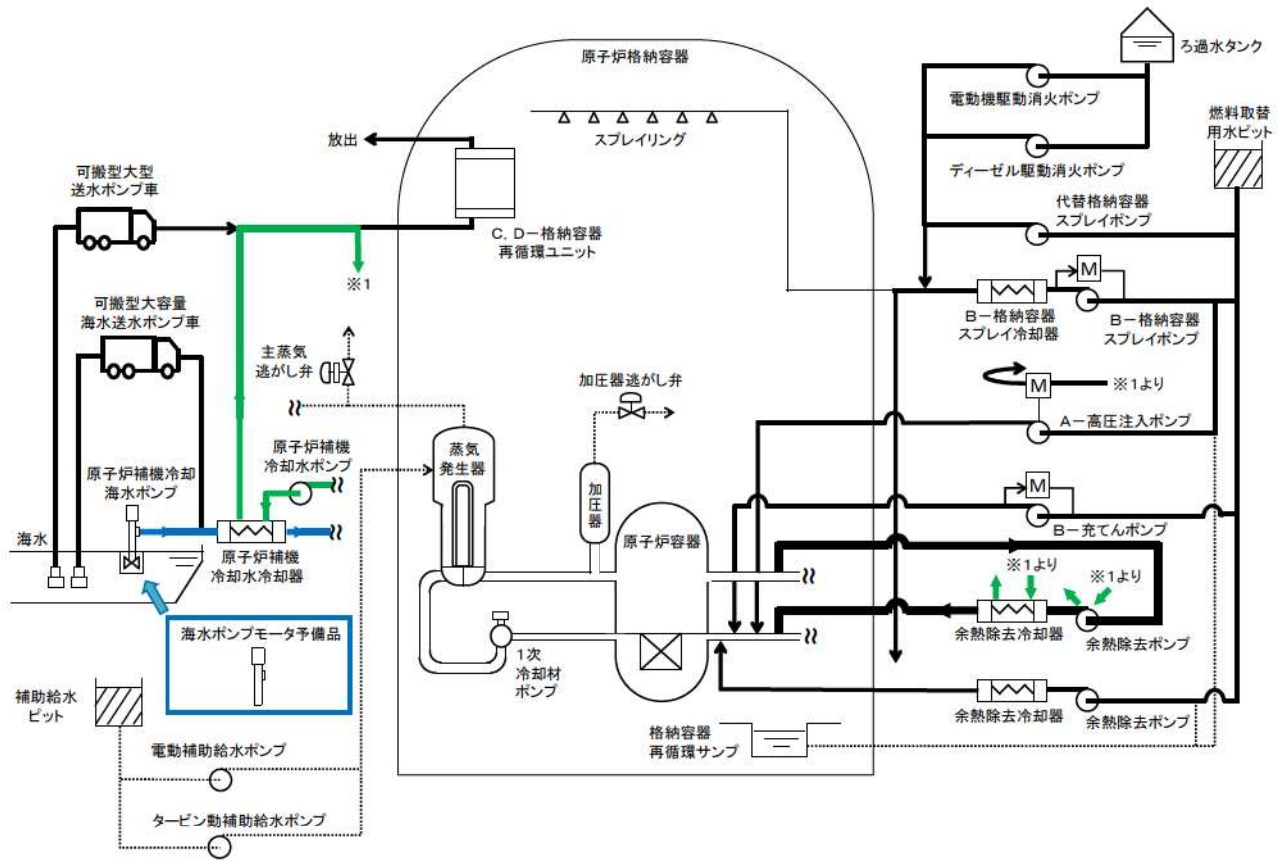 原子炉格納容器
ろ過水タンク
電動機駆動消火ポンプ
燃料取替
用水ピット
スプレイリング
放出
ディーゼル駆動消火ポンプ
可搬型大型
送水ポンプ車
代替格納容器
スプレイポンプ
C, D-格納容器
再循環ユニット
※1
M
B-格納容器
スプレイ冷却器
B-格納容器
スプレイポンプ
可搬型大容量
海水送水ポンプ車
主蒸気
逃がし弁
加圧器逃がし弁
M
※1より
A-高圧注入ポンプ
蒸気
発生器
原子炉補機
冷却水ポンプ
原子炉補機冷却
海水ポンプ
加圧器
M
B-充てんポンプ
原子炉容器
海水
原子炉補機
冷却水冷却器
※1より
※1より
余熱除去冷却器
余熱除去ポンプ
海水ポンプモータ予備品
1次
冷却材
ポンプ
余熱除去冷却器
余熱除去ポンプ
補助給水
ピット
格納容器
再循環サンプ
電動補助給水ポンプ
タービン動補助給水ポンプ